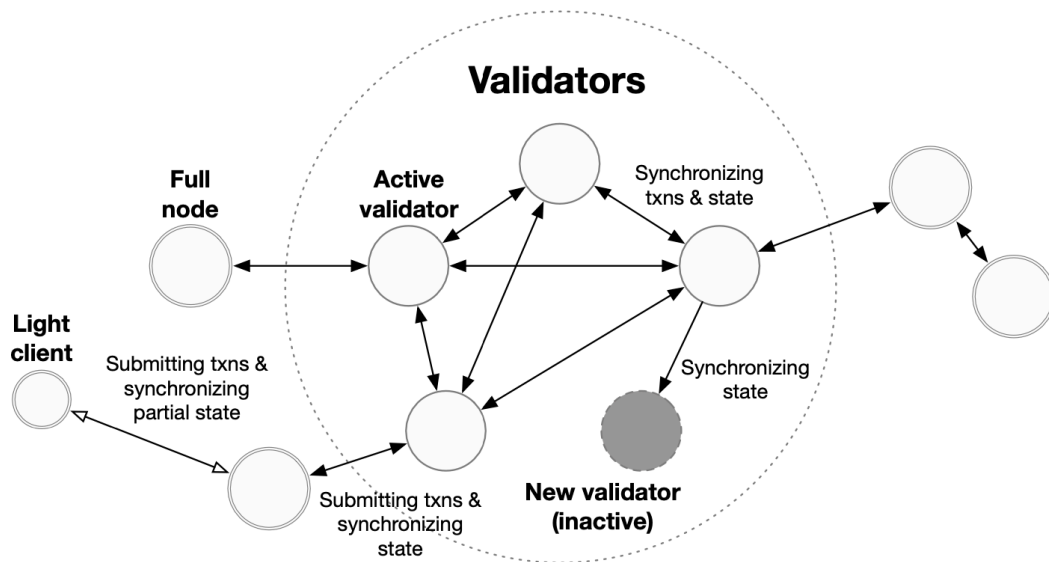 Validators
Full
node
Active
validator
Synchronizing
txns & state
Light
client
Submitting txns &
synchronizing
partial state
Synchronizing
state
Submitting txns &
synchronizing
state
New validator
(inactive)